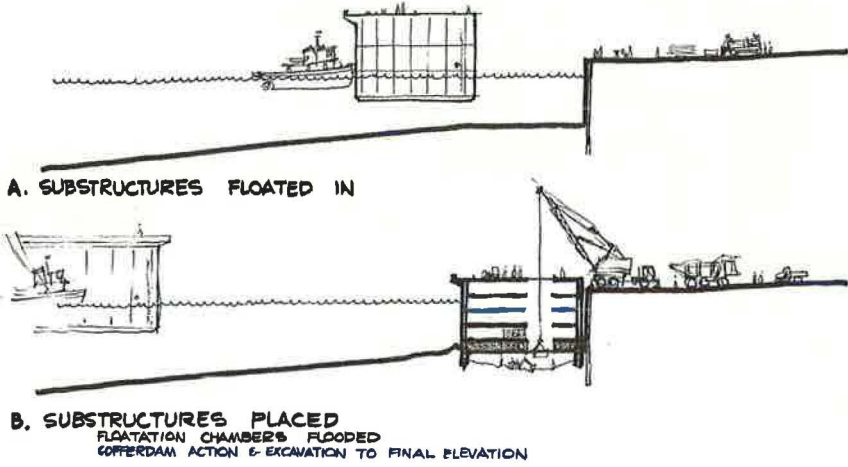 A. SUBSTRUCTURES FLOATED IN
B. SUBSTRUCTURES PLACED
FLOATATION CHAMBERS FLOODED
COFFERDAM ACTION & EXCAVATION TO FINAL ELEVATION